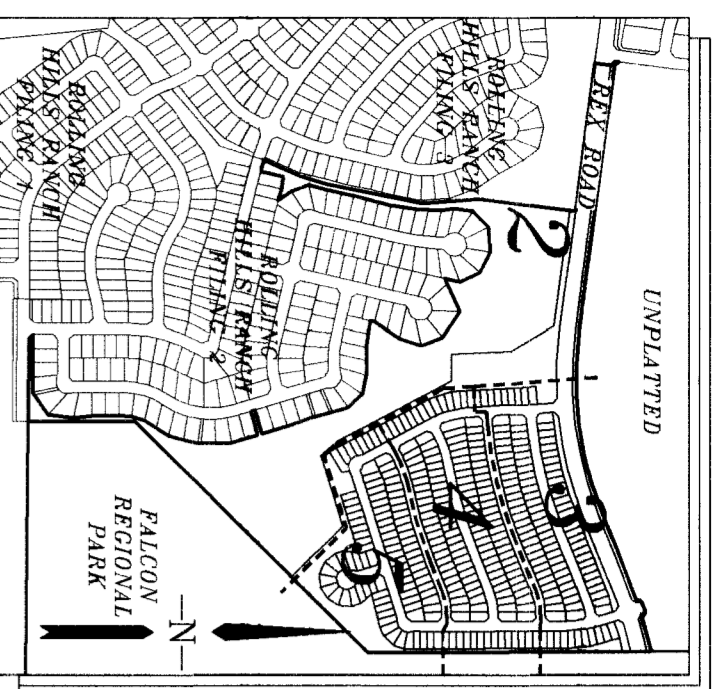 ROLLING
HILLS RANCH
FILING 3
REX ROAD
ROLLING
HILLS RANCH
FILING 1
2
UNPLATTED
ROLLING
HILLS RANCH
FILING 2
3
4
FALCON
REGIONAL
PARK
N